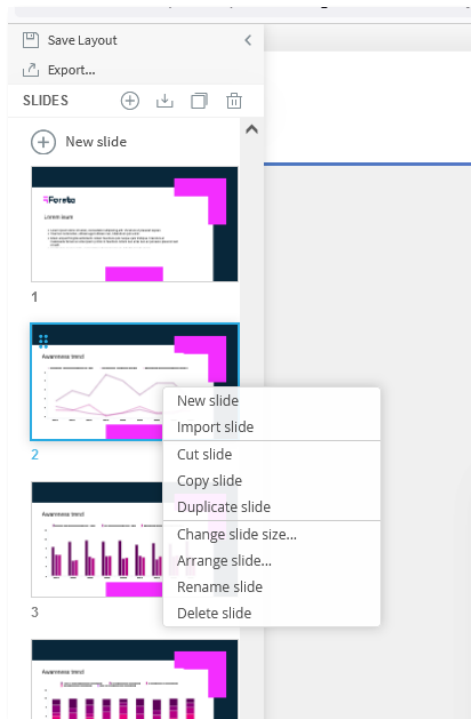 Save Layout
Export...
SLIDES
New slide
Foreto
Lorem ipsum
1
Awareness trend
2
New slide
Import slide
Cut slide
Copy slide
Duplicate slide
Change slide size...
Arrange slide...
Rename slide
Delete slide
Awareness trend
3
Awareness trend